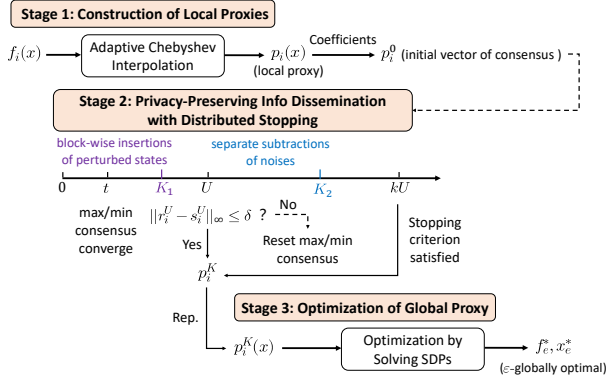 Stage 1: Construction of Local Proxies
f_i(x)
Adaptive Chebyshev
Interpolation
p_i(x)
(local proxy)
Coefficients
p_i^0 (initial vector of consensus )
Stage 2: Privacy-Preserving Info Dissemination
with Distributed Stopping
block-wise insertions
of perturbed states
separate subtractions
of noises
0 t K_1 U K_2 kU
max/min
consensus
converge
||r_i^U − s_i^U||_∞ ≤ δ ?
No
Reset max/min
consensus
Yes
Stopping
criterion
satisfied
p_i^K
Rep.
Stage 3: Optimization of Global Proxy
p_i^K(x)
Optimization by
Solving SDPs
f_e^*, x_e^*
(ε-globally optimal)